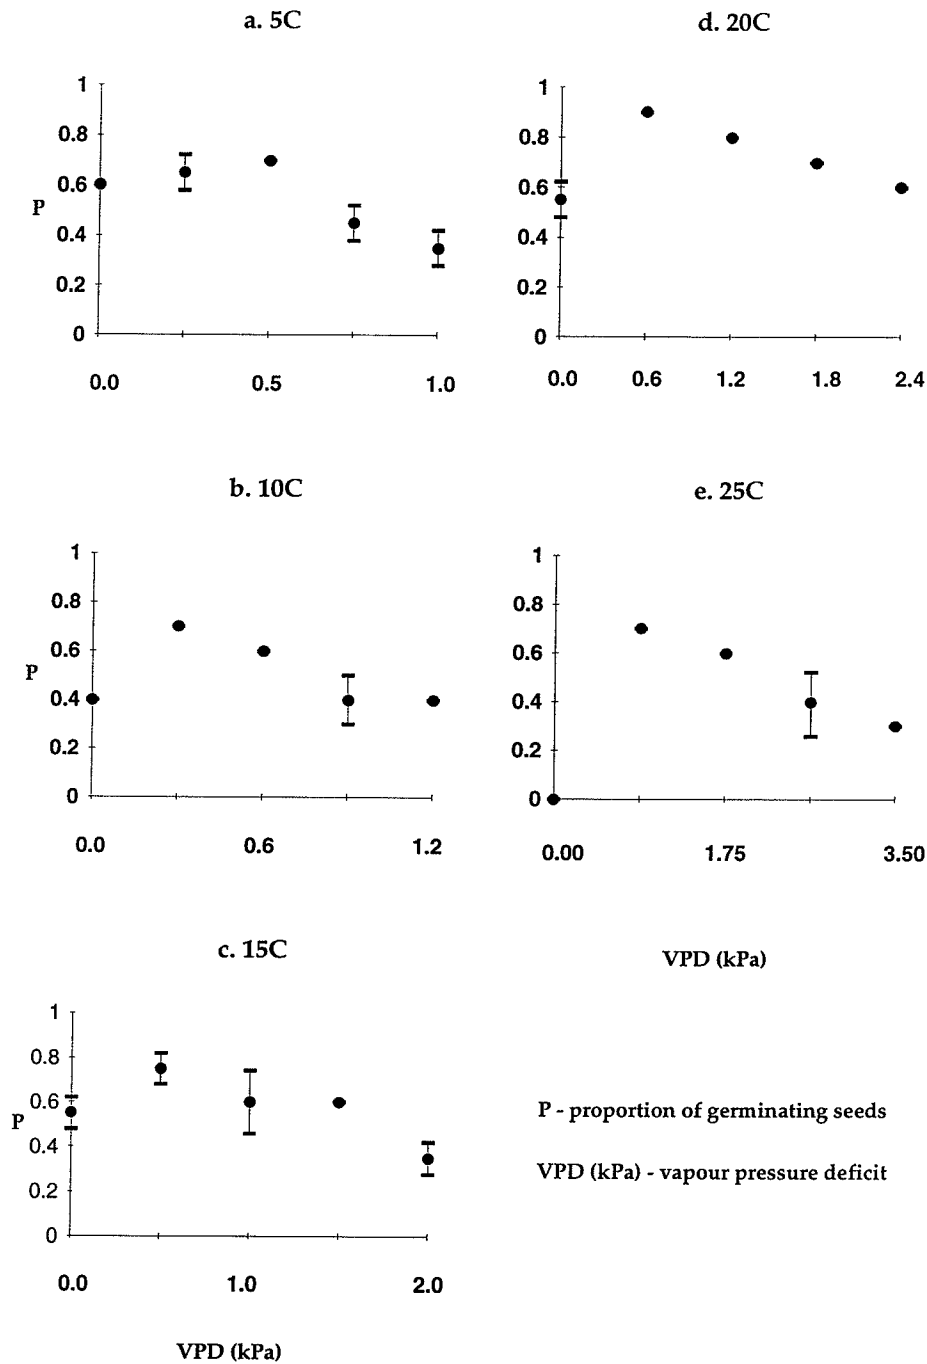 a. 5C
1
0.8
0.6
P
0.4
0.2
0
0.0 0.5 1.0
b. 10C
1
0.8
0.6
P
0.4
0.2
0
0.0 0.6 1.2
c. 15C
1
0.8
0.6
P
0.4
0.2
0
0.0 1.0 2.0
VPD (kPa)
d. 20C
1
0.8
0.6
0.4
0.2
0
0.0 0.6 1.2 1.8 2.4
e. 25C
1
0.8
0.6
0.4
0.2
0
0.00 1.75 3.50
VPD (kPa)
P - proportion of germinating seeds
VPD (kPa) - vapour pressure deficit